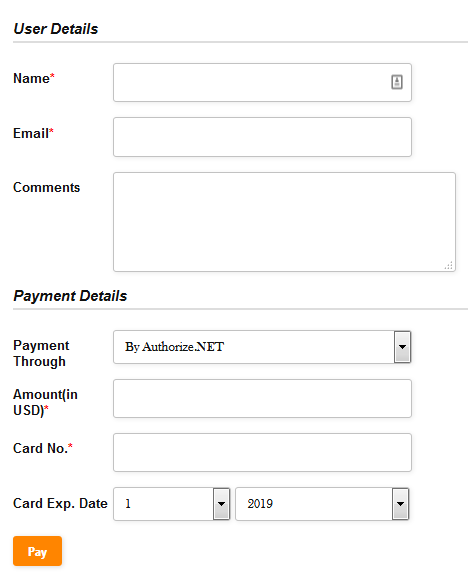 User Details
Name*
Email*
Comments
Payment Details
Payment
Through
By Authorize.NET
Amount(in
USD)*
Card No.*
Card Exp. Date 1 2019
Pay